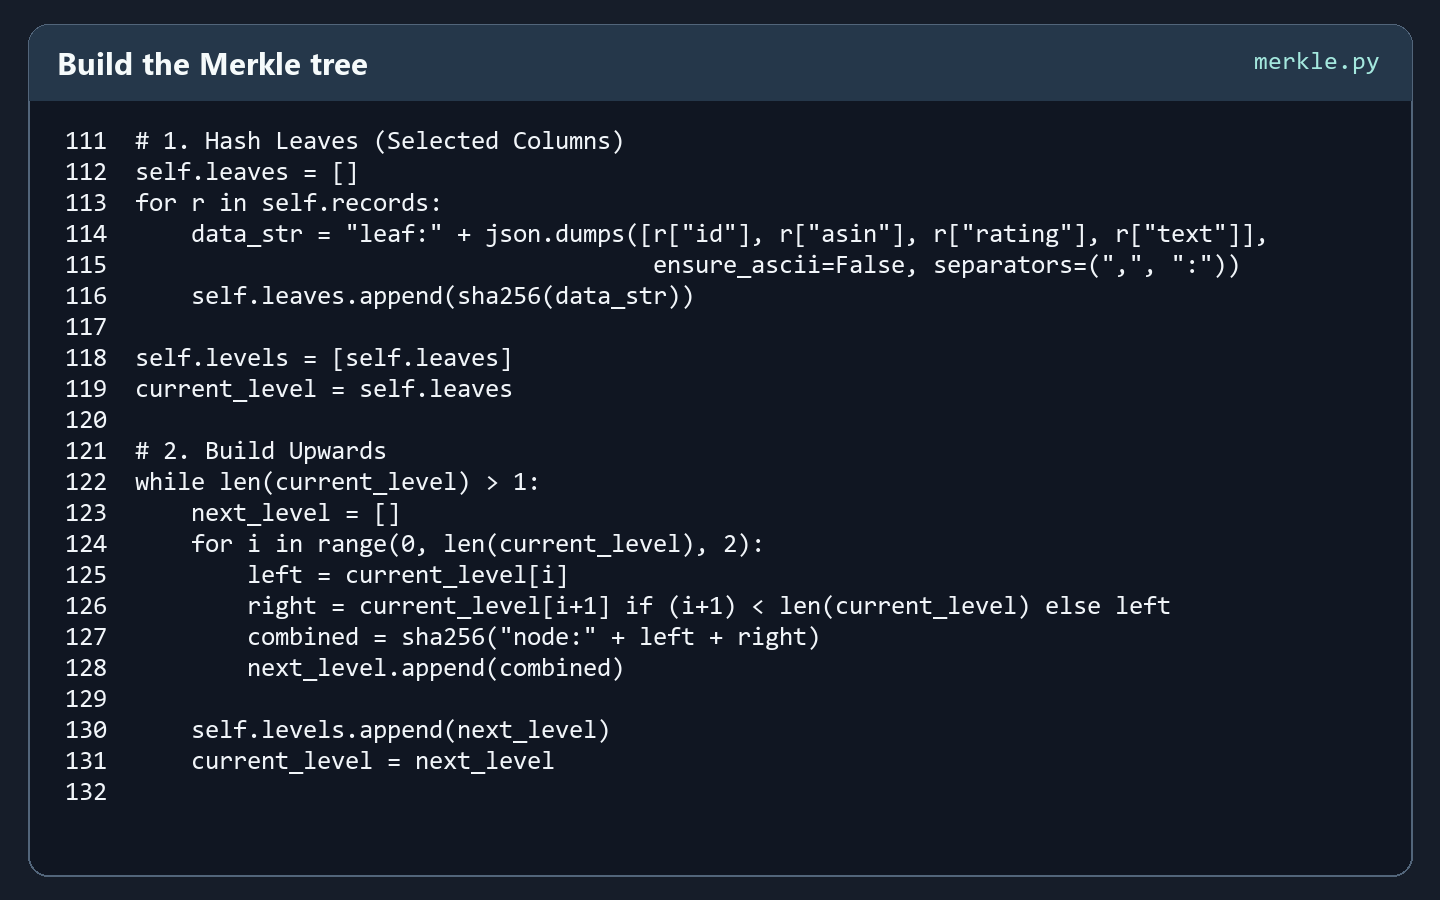 Build the Merkle tree
merkle.py
111  # 1. Hash Leaves (Selected Columns)
112  self.leaves = []
113  for r in self.records:
114      data_str = "leaf:" + json.dumps([r["id"], r["asin"], r["rating"], r["text"]],
115                                       ensure_ascii=False, separators=(",", ":"))
116      self.leaves.append(sha256(data_str))
117
118  self.levels = [self.leaves]
119  current_level = self.leaves
120
121  # 2. Build Upwards
122  while len(current_level) > 1:
123      next_level = []
124      for i in range(0, len(current_level), 2):
125          left = current_level[i]
126          right = current_level[i+1] if (i+1) < len(current_level) else left
127          combined = sha256("node:" + left + right)
128          next_level.append(combined)
129
130      self.levels.append(next_level)
131      current_level = next_level
132